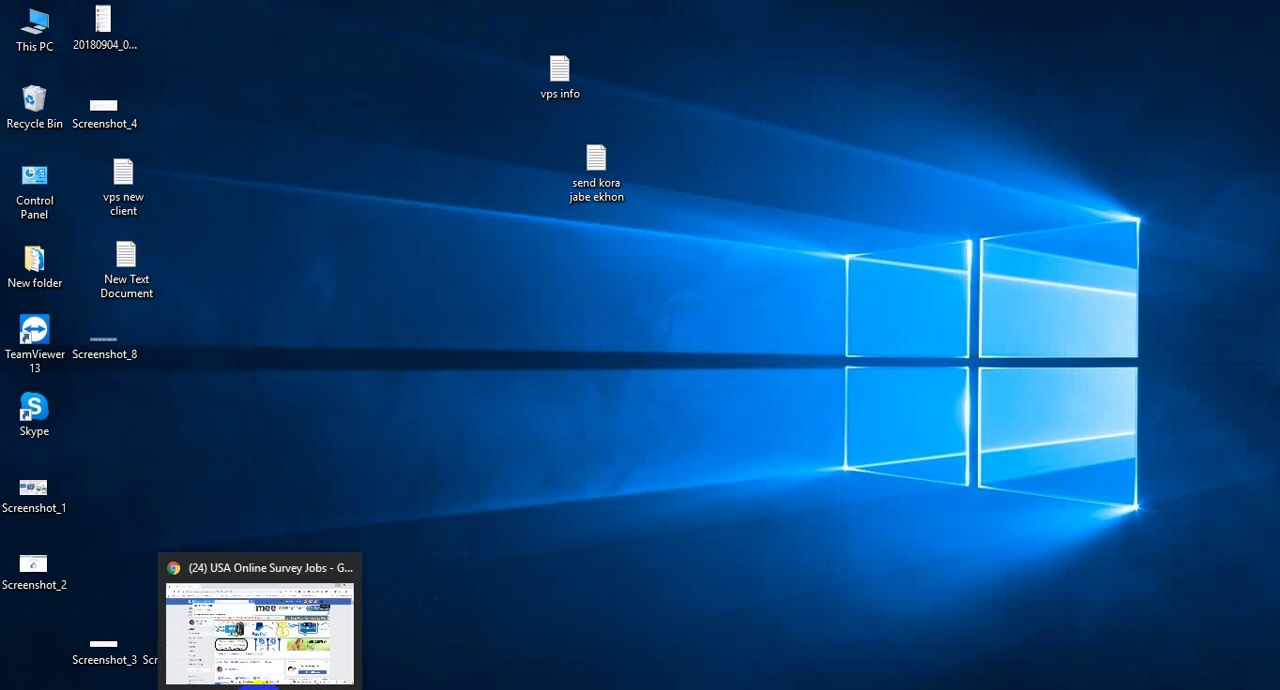 This PC
20180904_0...
vps info
Recycle Bin
Screenshot_4
send kora
jabe ekhon
Control
Panel
vps new
client
New folder
New Text
Document
TeamViewer
13
Screenshot_8
Skype
Screenshot_1
Screenshot_2
(24) USA Online Survey Jobs - G...
Screenshot_3
Scr